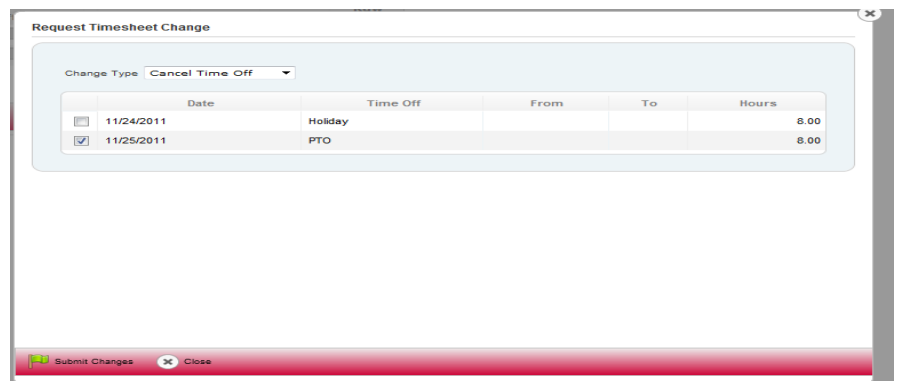 Request Timesheet Change
Change Type Cancel Time Off
Date Time Off From To Hours
11/24/2011 Holiday 8.00
11/25/2011 PTO 8.00
Submit Changes Close